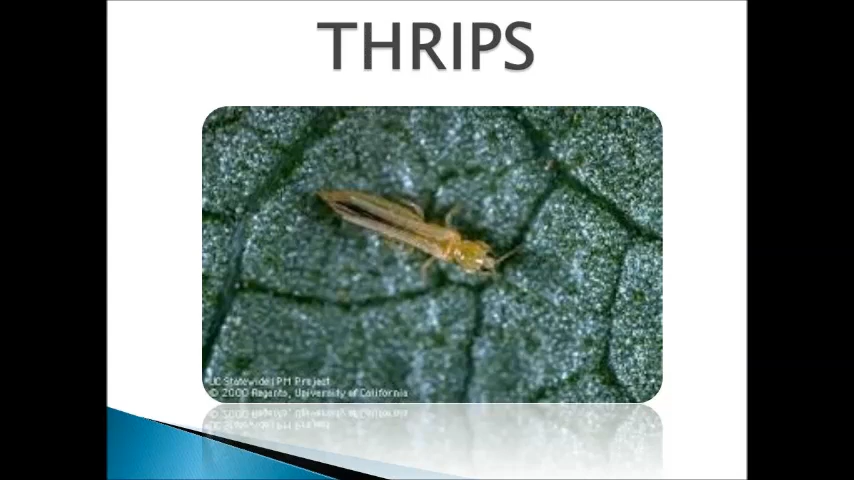 THRIPS
UC Statewide IPM Project
© 2000 Regents, University of California